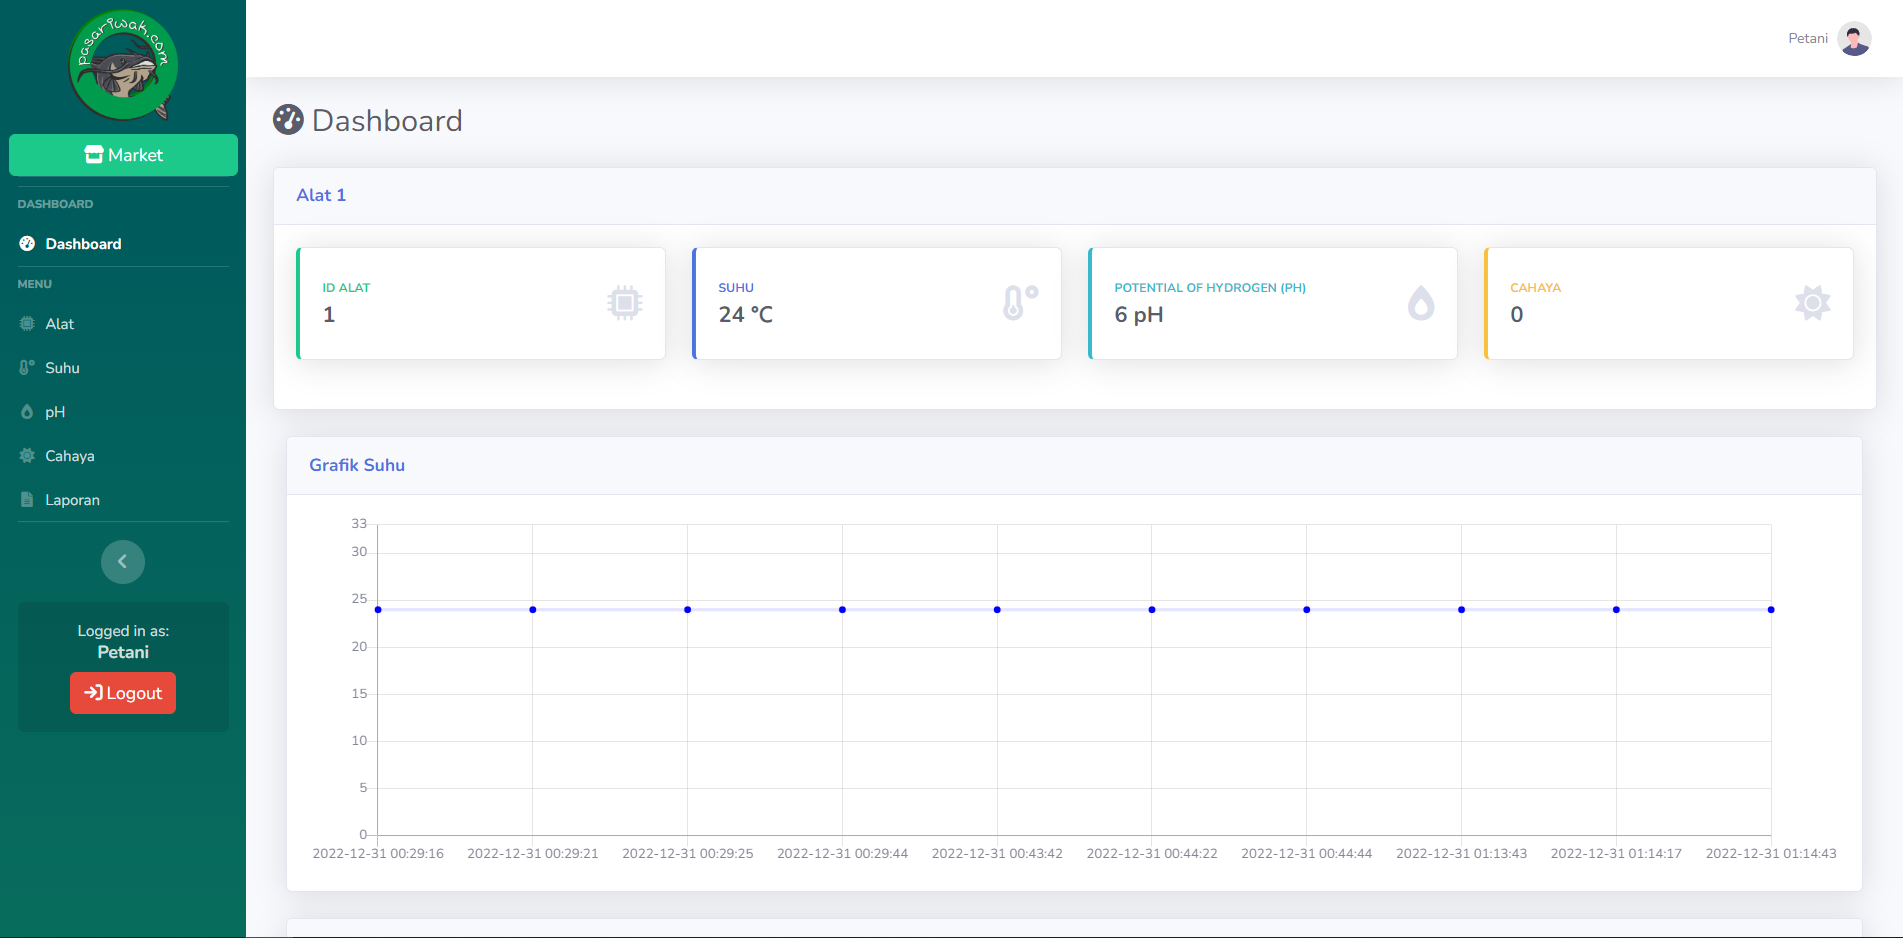 pasariwak.com
Market
DASHBOARD
Dashboard
MENU
Alat
Suhu
pH
Cahaya
Laporan
Logged in as:
Petani
Logout
Petani
Dashboard
Alat 1
ID ALAT
1
SUHU
24 °C
POTENTIAL OF HYDROGEN (PH)
6 pH
CAHAYA
0
Grafik Suhu
33
30
25
20
15
10
5
0
2022-12-31 00:29:16 2022-12-31 00:29:21 2022-12-31 00:29:25 2022-12-31 00:29:44 2022-12-31 00:43:42 2022-12-31 00:44:22 2022-12-31 00:44:44 2022-12-31 01:13:43 2022-12-31 01:14:17 2022-12-31 01:14:43